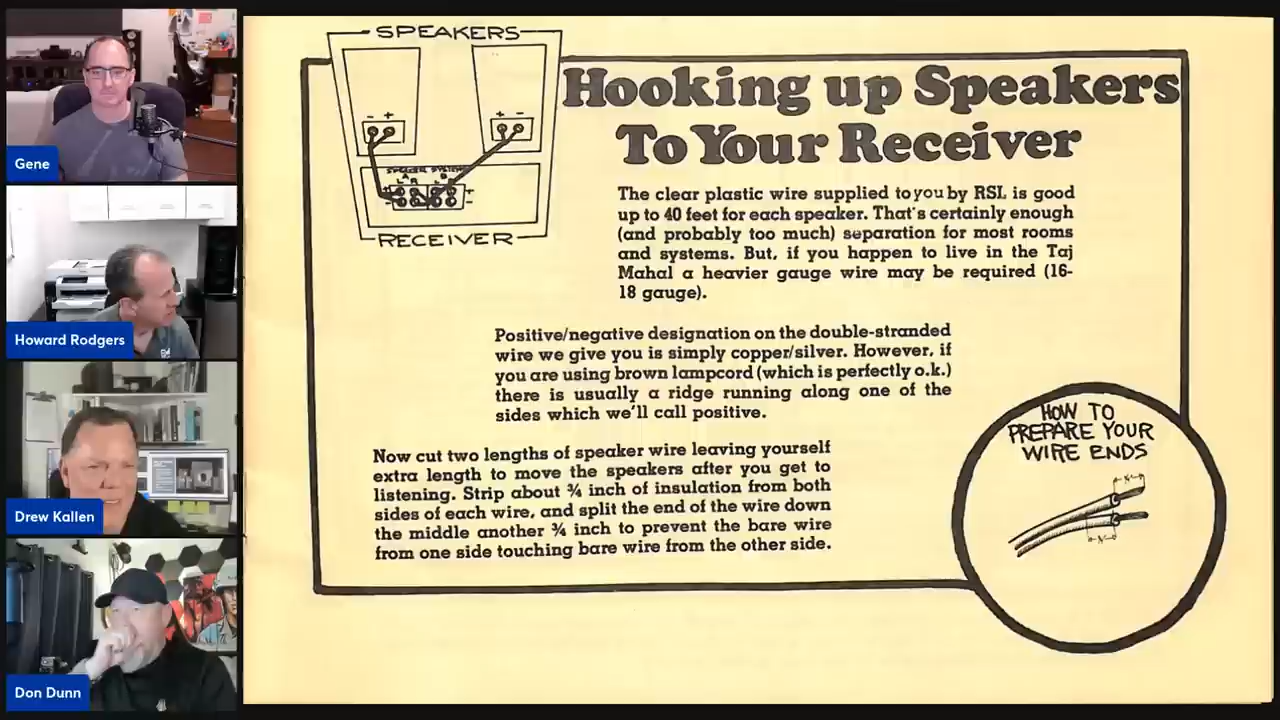 Gene
Howard Rodgers
Drew Kallen
Don Dunn
SPEAKERS
- +
+ -
SPEAKER SYSTEM
A B
L R
+
-
RECEIVER
Hooking up Speakers
To Your Receiver
The clear plastic wire supplied to you by RSL is good
up to 40 feet for each speaker. That's certainly enough
(and probably too much) separation for most rooms
and systems. But, if you happen to live in the Taj
Mahal a heavier gauge wire may be required (16-
18 gauge).
Positive/negative designation on the double-stranded
wire we give you is simply copper/silver. However, if
you are using brown lampcord (which is perfectly o.k.)
there is usually a ridge running along one of the
sides which we'll call positive.
Now cut two lengths of speaker wire leaving yourself
extra length to move the speakers after you get to
listening. Strip about ¾ inch of insulation from both
sides of each wire, and split the end of the wire down
the middle another ¾ inch to prevent the bare wire
from one side touching bare wire from the other side.
HOW TO
PREPARE YOUR
WIRE ENDS